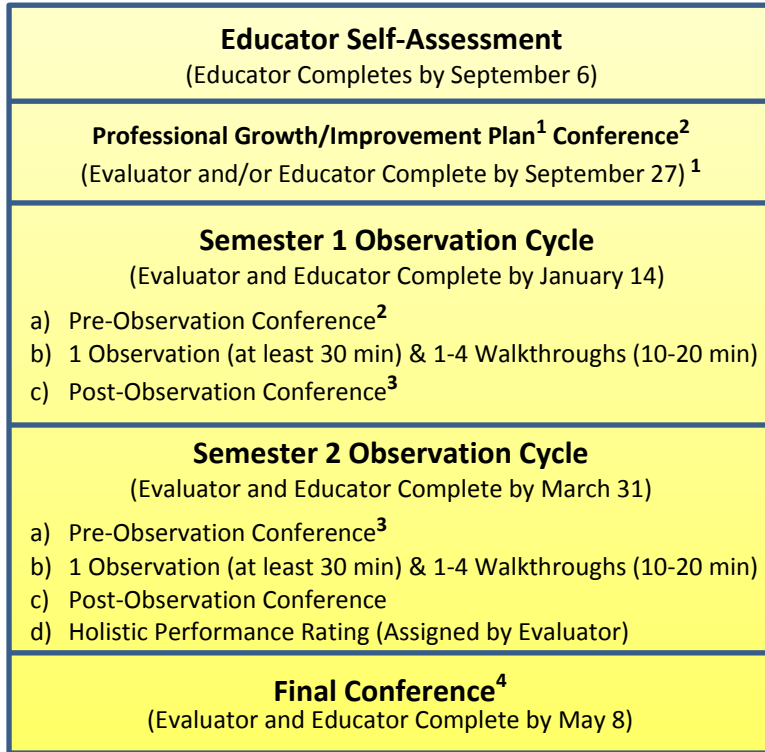 Educator Self-Assessment
(Educator Completes by September 6)
Professional Growth/Improvement Plan¹ Conference²
(Evaluator and/or Educator Complete by September 27) ¹
Semester 1 Observation Cycle
(Evaluator and Educator Complete by January 14)
a) Pre-Observation Conference²
b) 1 Observation (at least 30 min) & 1-4 Walkthroughs (10-20 min)
c) Post-Observation Conference³
Semester 2 Observation Cycle
(Evaluator and Educator Complete by March 31)
a) Pre-Observation Conference³
b) 1 Observation (at least 30 min) & 1-4 Walkthroughs (10-20 min)
c) Post-Observation Conference
d) Holistic Performance Rating (Assigned by Evaluator)
Final Conference⁴
(Evaluator and Educator Complete by May 8)